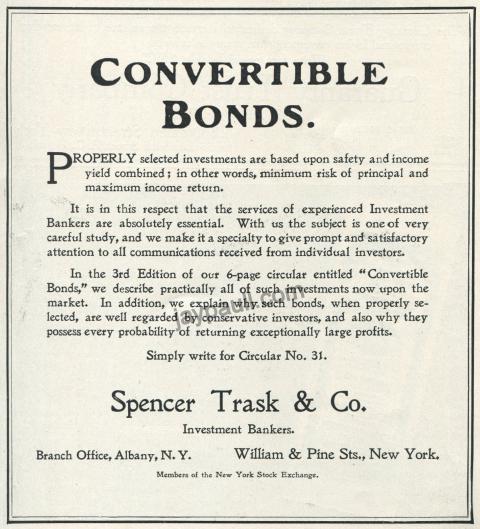 CONVERTIBLE
BONDS.
PROPERLY selected investments are based upon safety and income
yield combined; in other words, minimum risk of principal and
maximum income return.
It is in this respect that the services of experienced Investment
Bankers are absolutely essential. With us the subject is one of very
careful study, and we make it a specialty to give prompt and satisfactory
attention to all communications received from individual investors.
In the 3rd Edition of our 6-page circular entitled "Convertible
Bonds," we describe practically all of such investments now upon the
market. In addition, we explain why such bonds, when properly se-
lected, are well regarded by conservative investors, and also why they
possess every probability of returning exceptionally large profits.
jaypaull.com
Simply write for Circular No. 31.
Spencer Trask & Co.
Investment Bankers.
Branch Office, Albany, N. Y. William & Pine Sts., New York.
Members of the New York Stock Exchange.